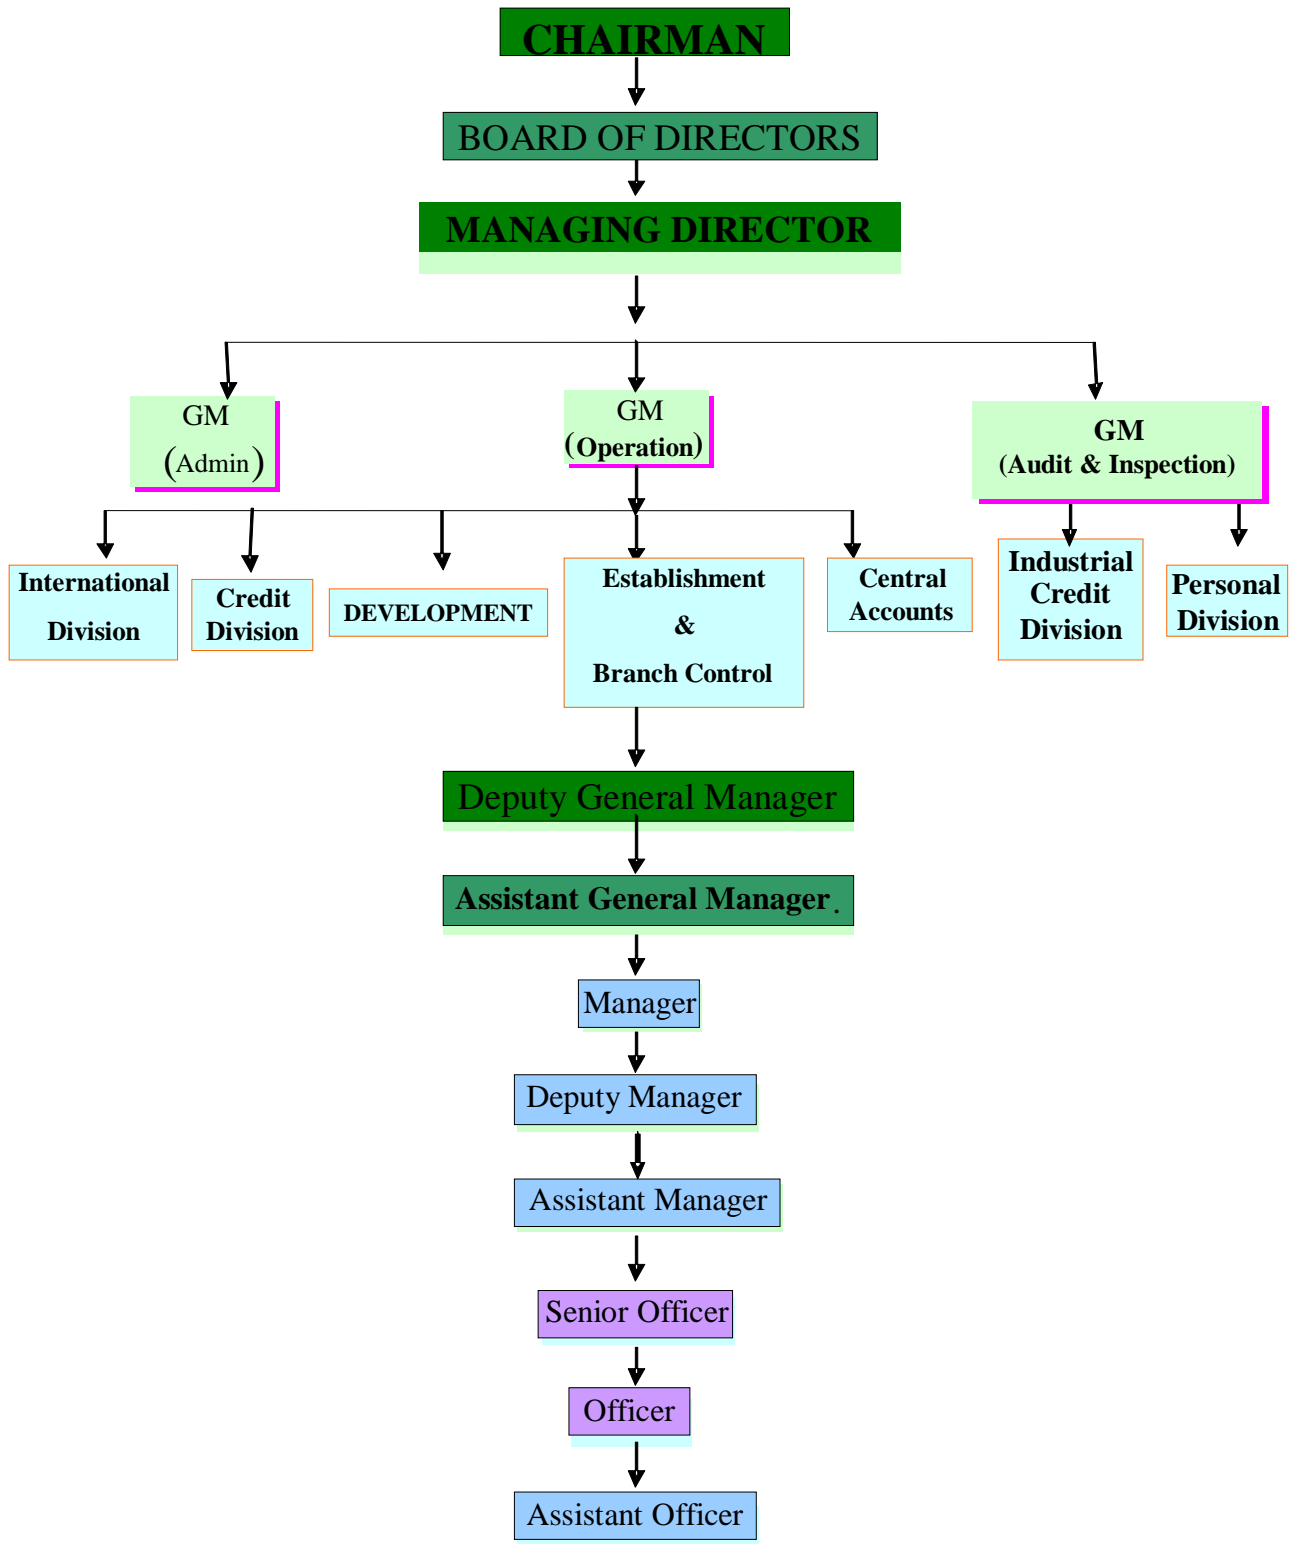 CHAIRMAN
BOARD OF DIRECTORS
MANAGING DIRECTOR
GM
(Admin)
GM
(Operation)
GM
(Audit & Inspection)
International
Division
Credit
Division
DEVELOPMENT
Establishment
&
Branch Control
Central
Accounts
Industrial
Credit
Division
Personal
Division
Deputy General Manager
Assistant General Manager.
Manager
Deputy Manager
Assistant Manager
Senior Officer
Officer
Assistant Officer